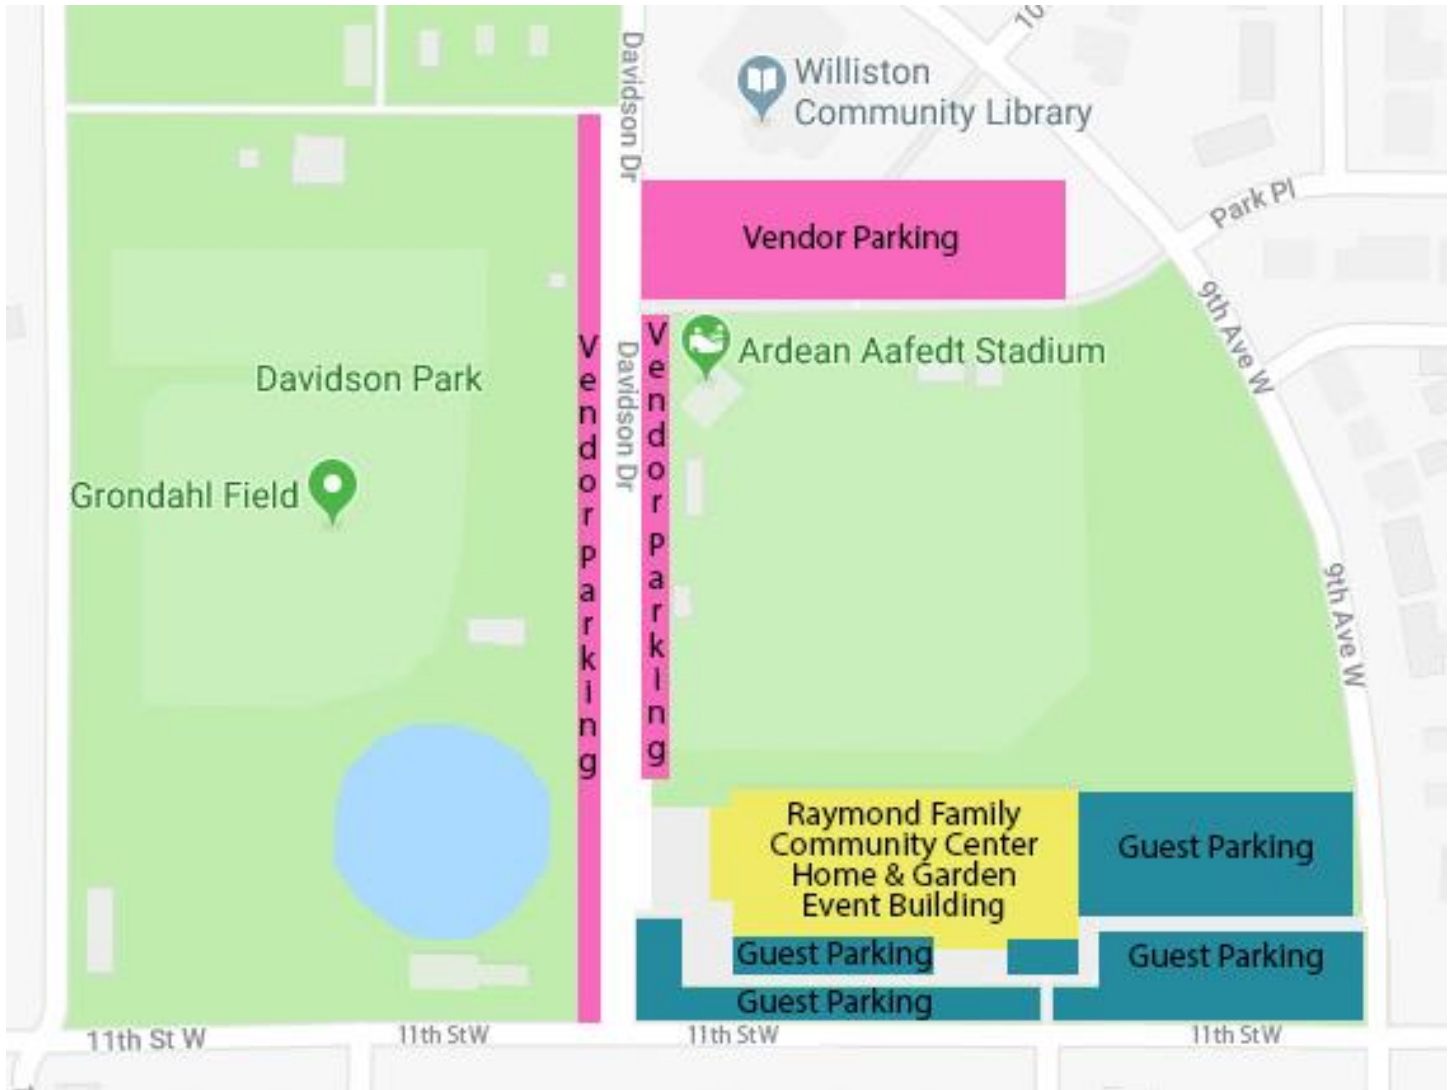 10
Davidson Dr
Williston
Community Library
Park Pl
Vendor Parking
9th Ave W
Vendor Parking
Davidson Dr
Vendor Parking
Ardean Aafedt Stadium
Davidson Park
Grondahl Field
9th Ave W
Raymond Family
Community Center
Home & Garden
Event Building
Guest Parking
Guest Parking
Guest Parking
Guest Parking
11th St W
11th St W
11th St W
11th St W